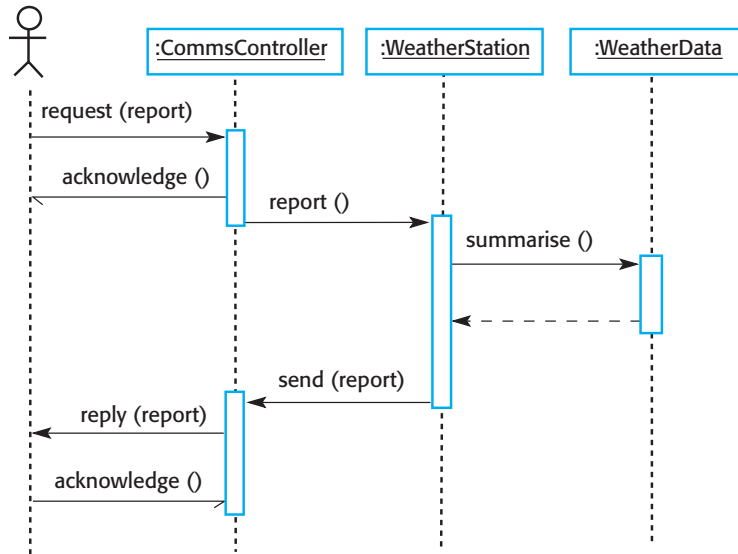 :CommsController
:WeatherStation
:WeatherData
request (report)
acknowledge ()
report ()
summarise ()
send (report)
reply (report)
acknowledge ()